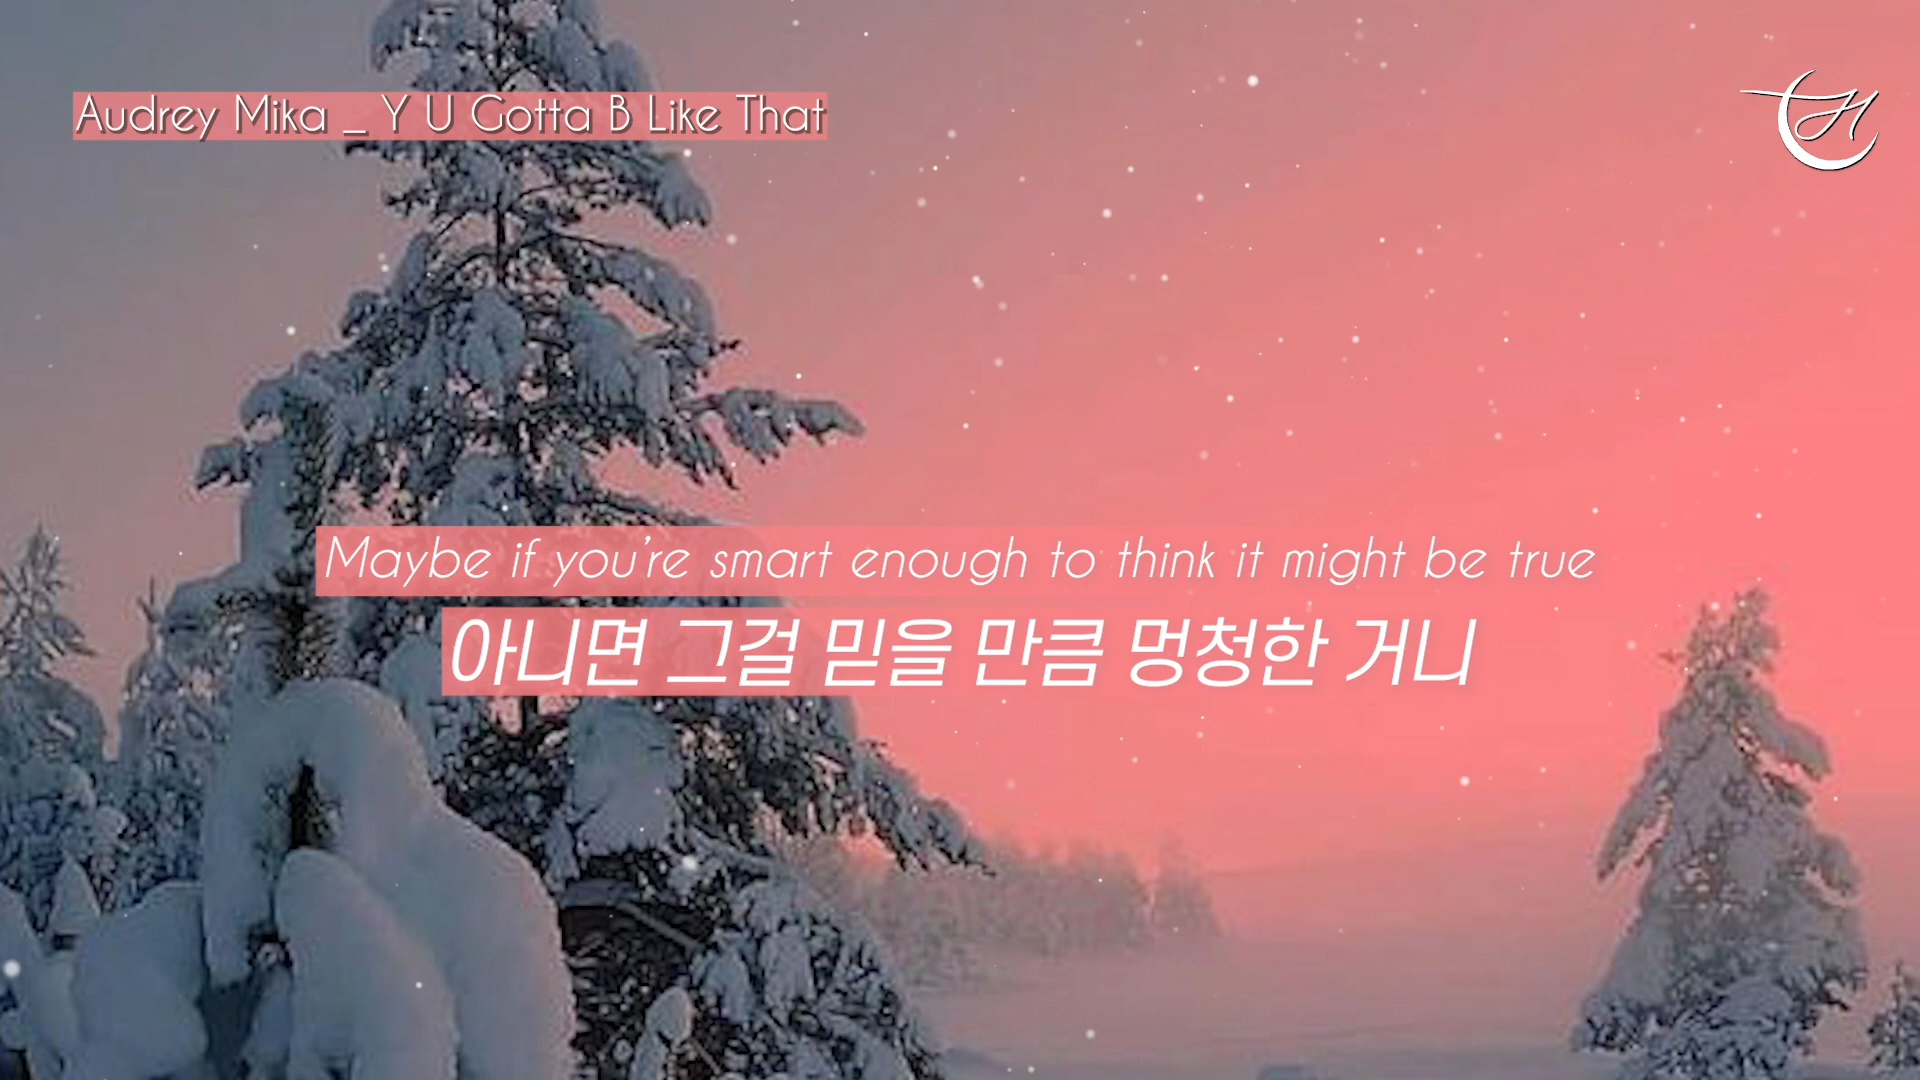 Audrey Mika _ Y U Gotta B Like That
Maybe if you're smart enough to think it might be true
아니면 그걸 믿을 만큼 멍청한 거니